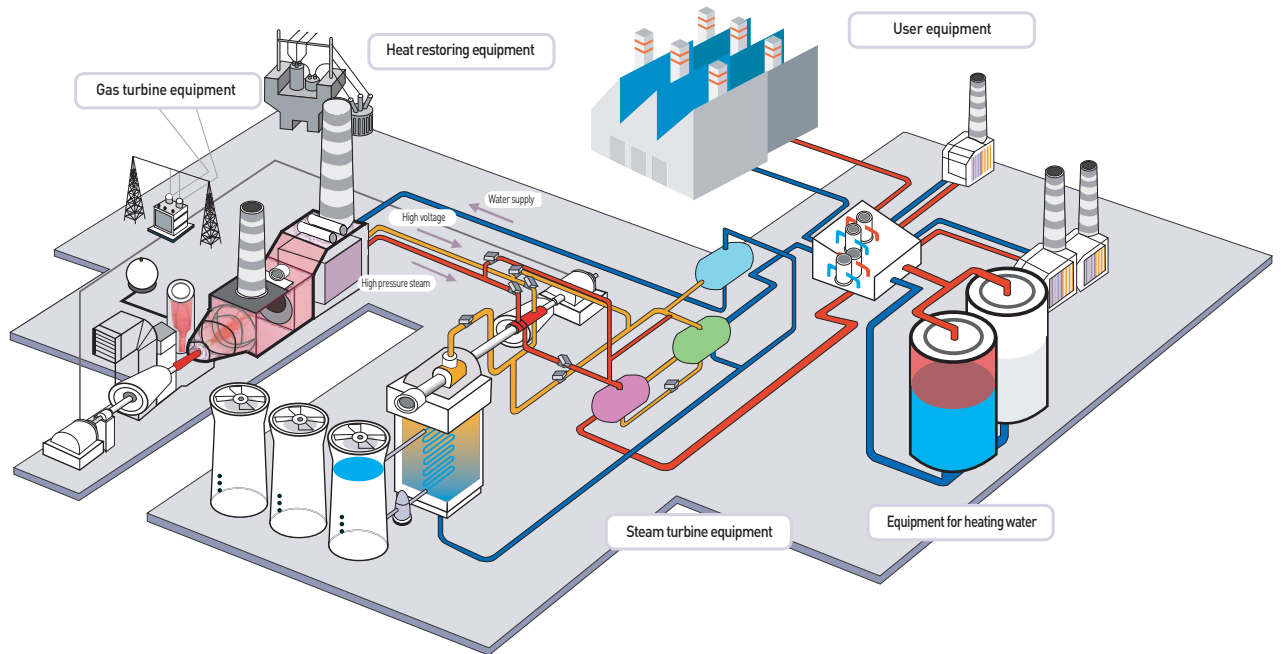 Heat restoring equipment
User equipment
Gas turbine equipment
Water supply
High voltage
High pressure steam
Steam turbine equipment
Equipment for heating water